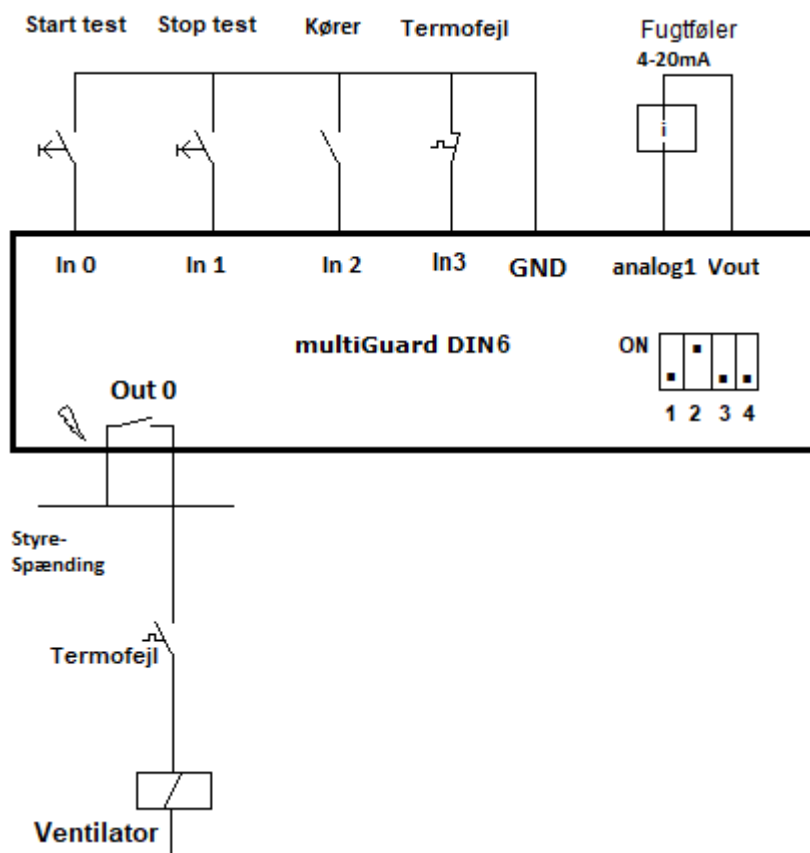 Start test
Stop test
Kører
Termofejl
Fugtføler
4-20mA
i
In 0
In 1
In 2
In3
GND
analog1
Vout
multiGuard DIN6
ON
1 2 3 4
Out 0
Styre-
Spænding
Termofejl
Ventilator